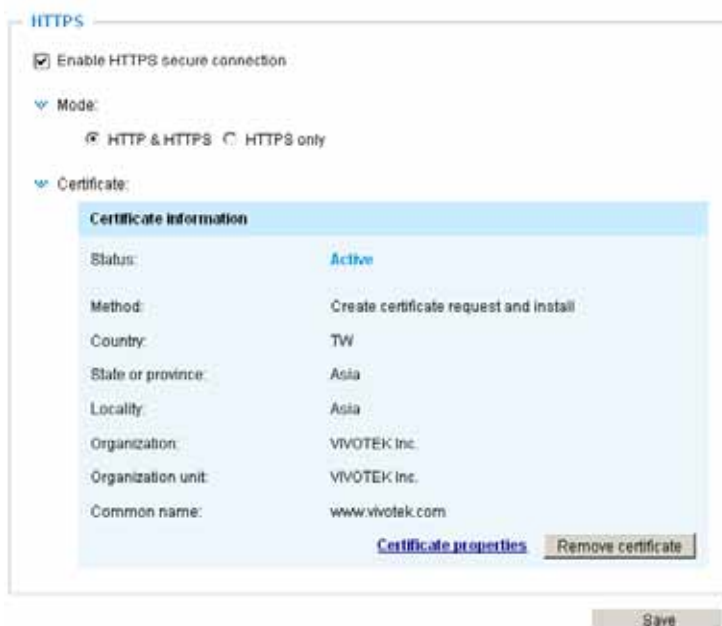 HTTPS
Enable HTTPS secure connection
Mode:
HTTP & HTTPS HTTPS only
Certificate:
Certificate information
Status: Active
Method: Create certificate request and install
Country: TW
State or province: Asia
Locality: Asia
Organization: VIVOTEK Inc.
Organization unit: VIVOTEK Inc.
Common name: www.vivotek.com
Certificate properties Remove certificate
Save